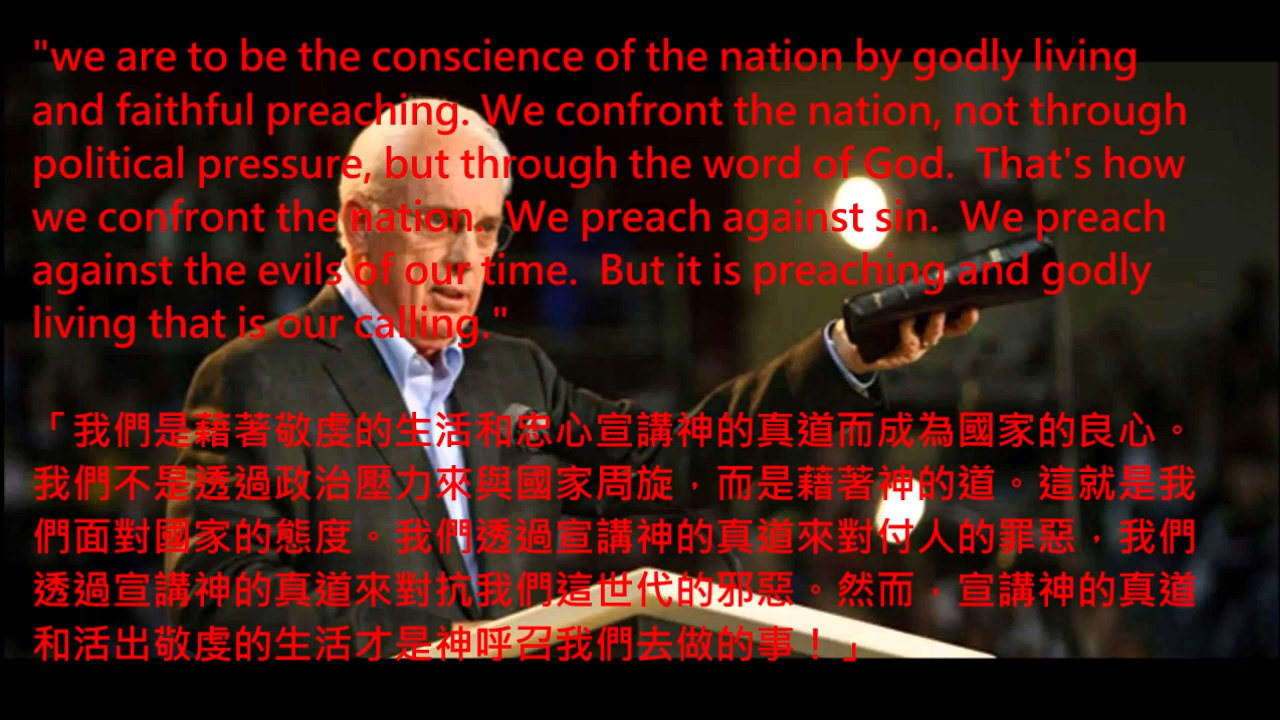 "we are to be the conscience of the nation by godly living
and faithful preaching. We confront the nation, not through
political pressure, but through the word of God.  That's how
we confront the nation.  We preach against sin.  We preach
against the evils of our time.  But it is preaching and godly
living that is our calling."
「我們是藉著敬虔的生活和忠心宣講神的真道而成為國家的良心。
我們不是透過政治壓力來與國家周旋，而是藉著神的道。這就是我
們面對國家的態度。我們透過宣講神的真道來對付人的罪惡，我們
透過宣講神的真道來對抗我們這世代的邪惡。然而，宣講神的真道
和活出敬虔的生活才是神呼召我們去做的事！」